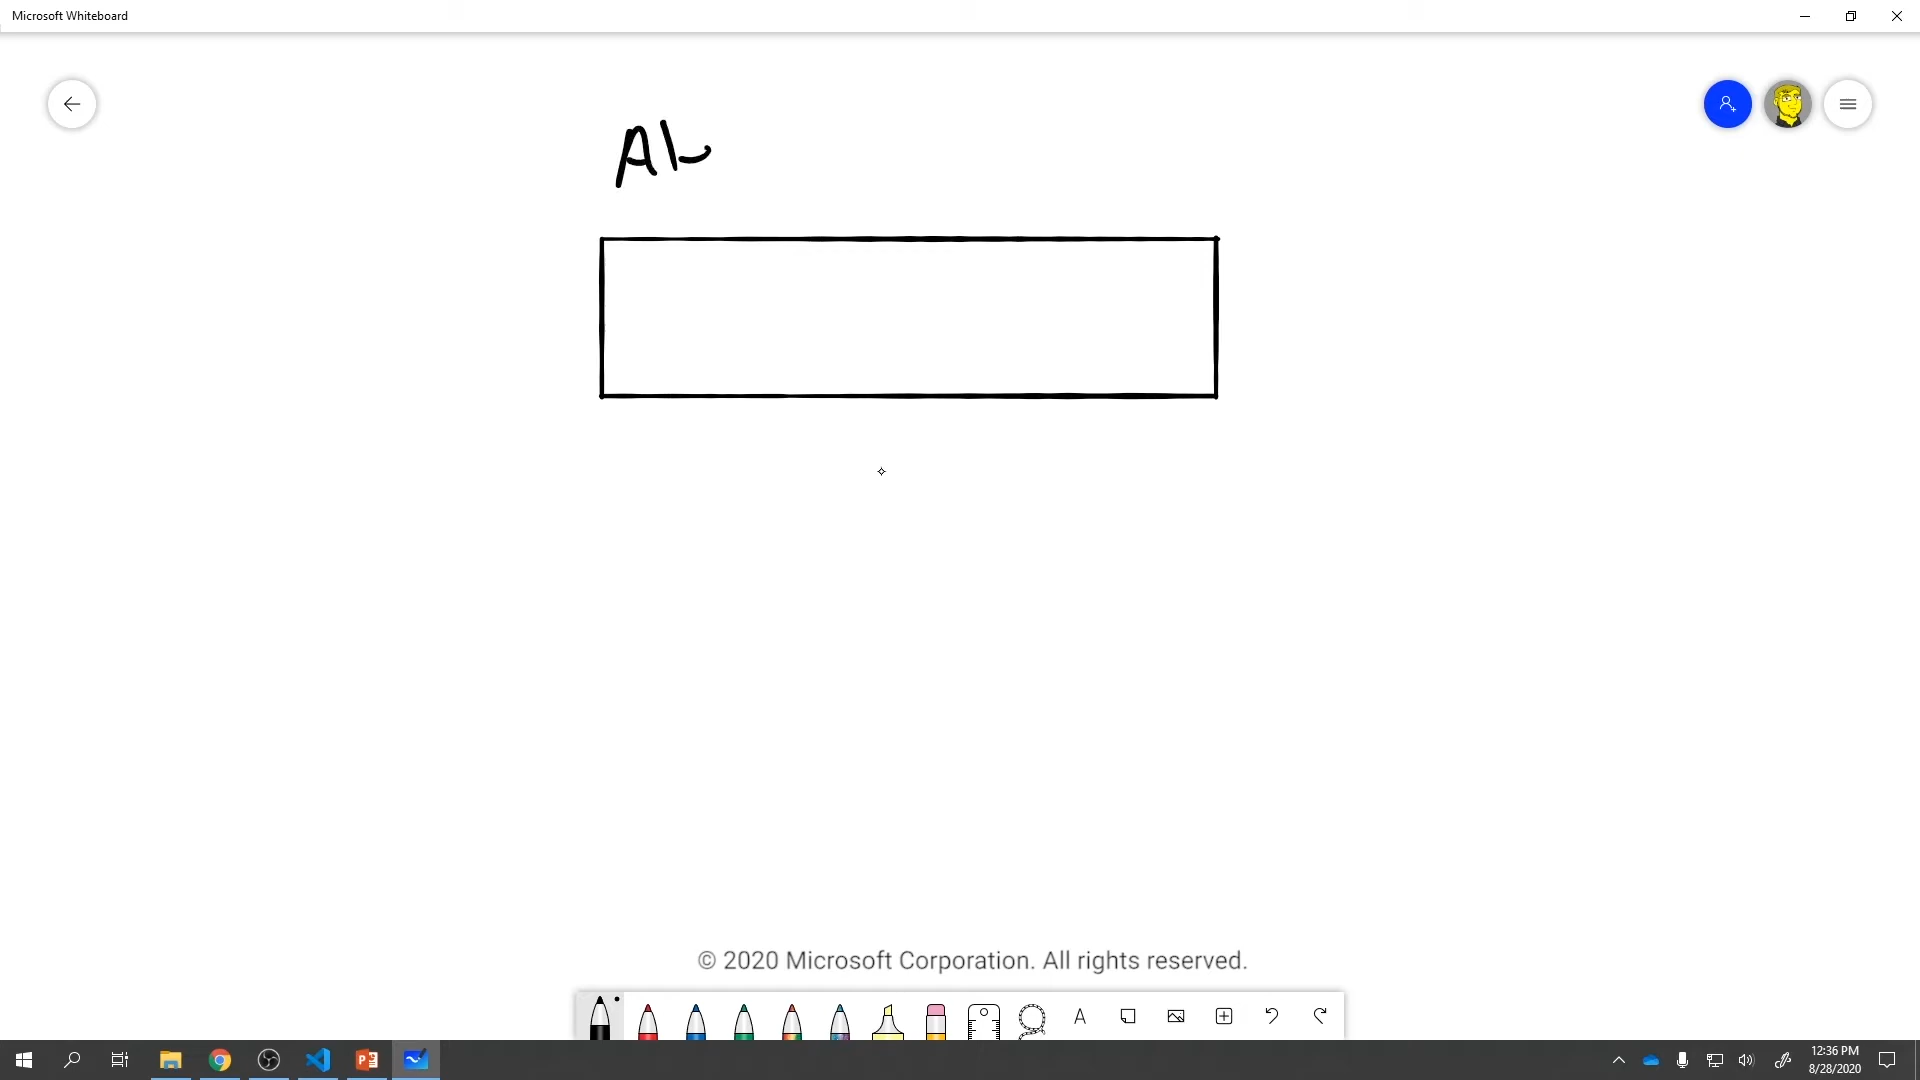 Microsoft Whiteboard
AL
© 2020 Microsoft Corporation. All rights reserved.
12:36 PM
8/28/2020